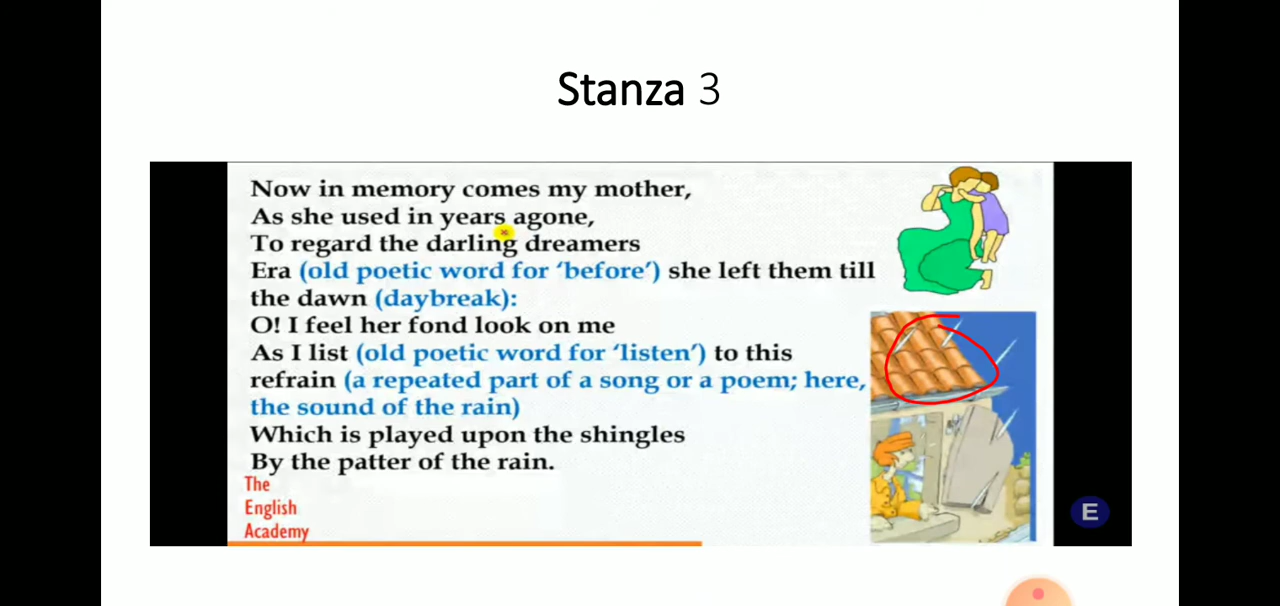 Stanza 3
Now in memory comes my mother,
As she used in years agone,
To regard the darling dreamers
Era (old poetic word for ‘before’) she left them till
the dawn (daybreak):
O! I feel her fond look on me
As I list (old poetic word for ‘listen’) to this
refrain (a repeated part of a song or a poem; here,
the sound of the rain)
Which is played upon the shingles
By the patter of the rain.
The
English
Academy
E